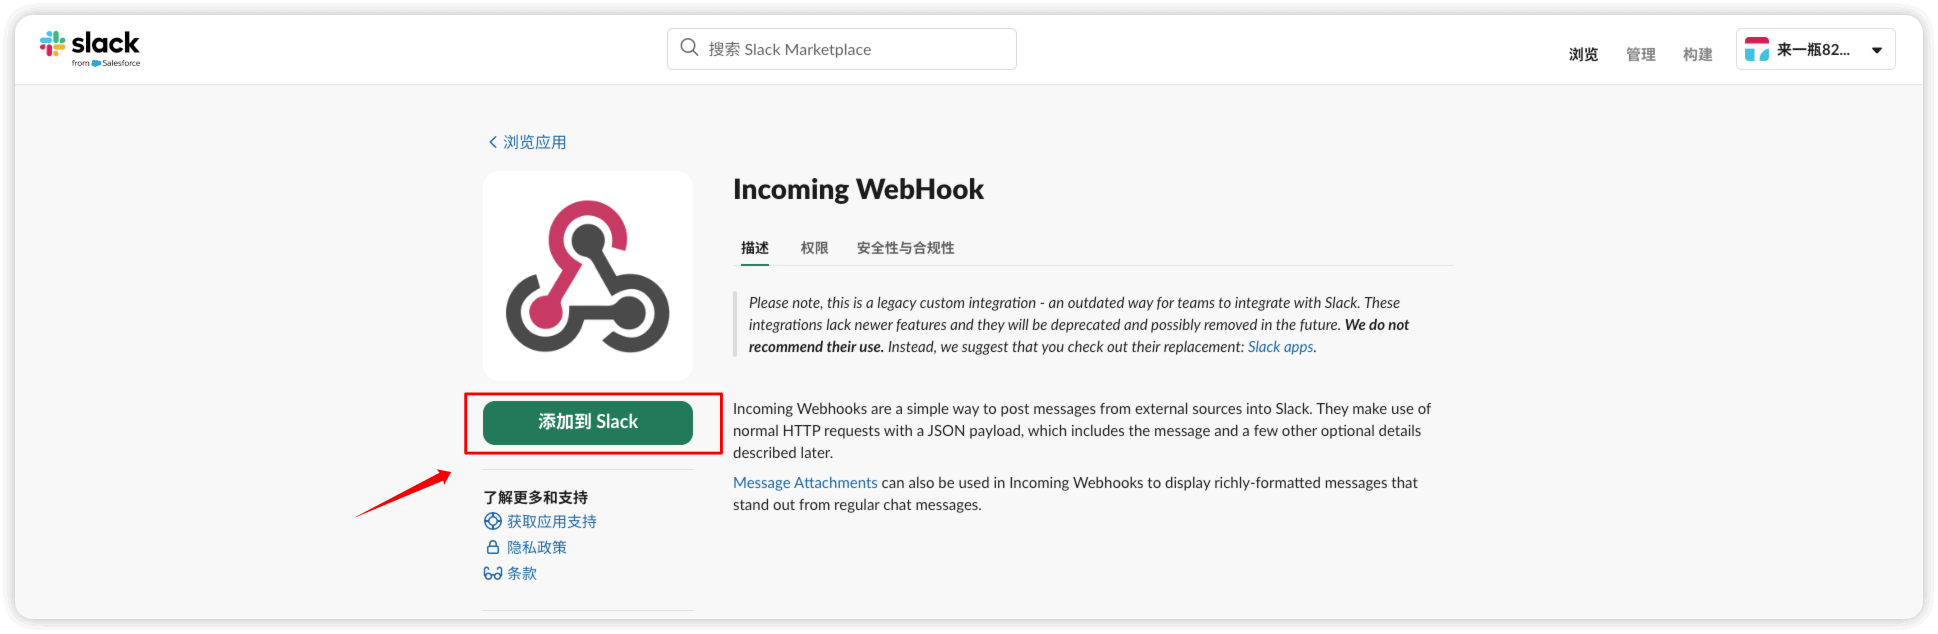 slack
from Salesforce
搜索 Slack Marketplace
浏览
管理
构建
来一瓶82...
浏览应用
Incoming WebHook
描述
权限
安全性与合规性
Please note, this is a legacy custom integration - an outdated way for teams to integrate with Slack. These
integrations lack newer features and they will be deprecated and possibly removed in the future. We do not
recommend their use. Instead, we suggest that you check out their replacement: Slack apps.
添加到 Slack
Incoming Webhooks are a simple way to post messages from external sources into Slack. They make use of
normal HTTP requests with a JSON payload, which includes the message and a few other optional details
described later.
Message Attachments can also be used in Incoming Webhooks to display richly-formatted messages that
stand out from regular chat messages.
了解更多和支持
获取应用支持
隐私政策
条款